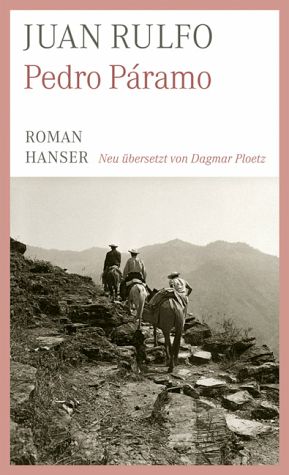 JUAN RULFO
Pedro Páramo
ROMAN
HANSER Neu übersetzt von Dagmar Ploetz